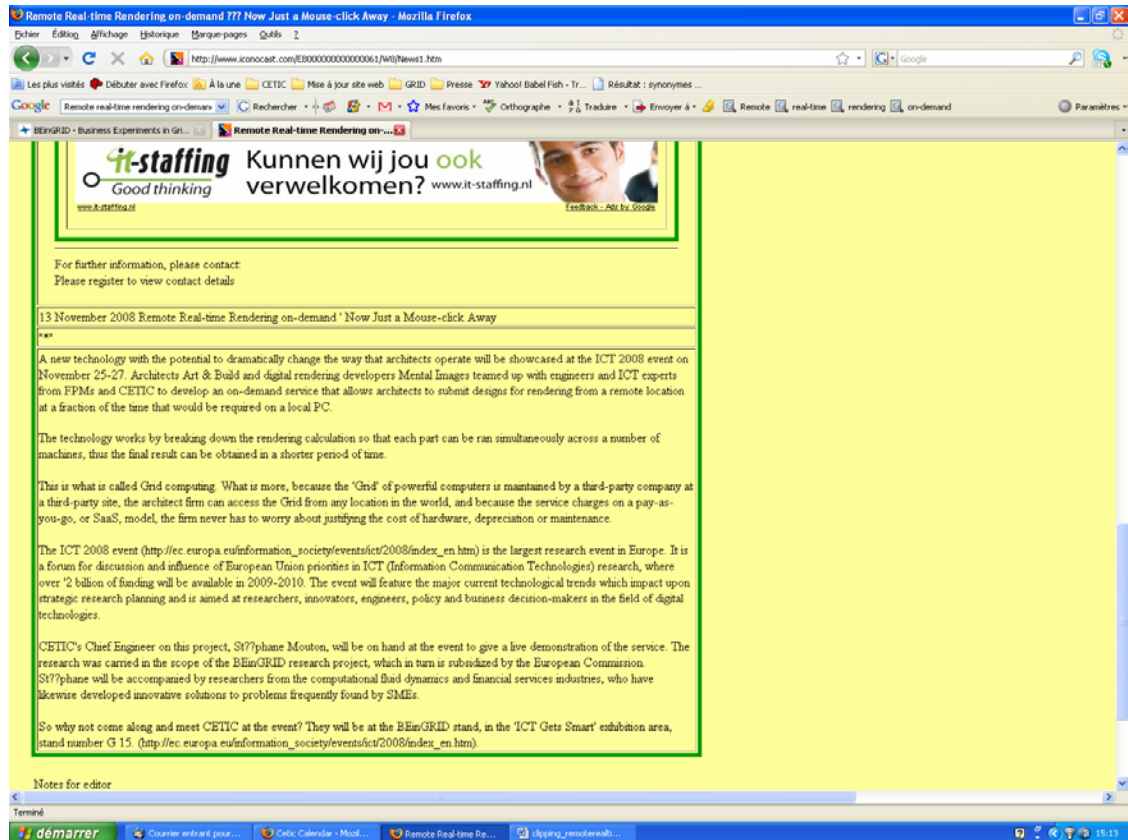 Remote Real-time Rendering on-demand ??? Now Just a Mouse-click Away - Mozilla Firefox
Fichier Édition Affichage Historique Marque-pages Outils ?
http://www.iconocast.com/EB000000000000061/W8/News1.htm
Google
Les plus visités Débuter avec Firefox À la une CETIC Mise à jour site web GRID Presse Yahoo! Babel Fish - Tr... Résultat : synonymes ...
Google Remote real-time rendering on-deman Rechercher Mes favoris Orthographe Traduire Envoyer à Remote real-time rendering on-demand Paramètres
BEinGRID - Business Experiments in Gri... Remote Real-time Rendering on-...
it-staffing
Good thinking
Kunnen wij jou ook
verwelkomen? www.it-staffing.nl
www.it-staffing.nl Feedback - Ads by Google
For further information, please contact:
Please register to view contact details
13 November 2008 Remote Real-time Rendering on-demand ' Now Just a Mouse-click Away
***
A new technology with the potential to dramatically change the way that architects operate will be showcased at the ICT 2008 event on
November 25-27. Architects Art & Build and digital rendering developers Mental Images teamed up with engineers and ICT experts
from FPMs and CETIC to develop an on-demand service that allows architects to submit designs for rendering from a remote location
at a fraction of the time that would be required on a local PC.
The technology works by breaking down the rendering calculation so that each part can be ran simultaneously across a number of
machines, thus the final result can be obtained in a shorter period of time.
This is what is called Grid computing. What is more, because the 'Grid' of powerful computers is maintained by a third-party company at
a third-party site, the architect firm can access the Grid from any location in the world, and because the service charges on a pay-as-
you-go, or SaaS, model, the firm never has to worry about justifying the cost of hardware, depreciation or maintenance.
The ICT 2008 event (http://ec.europa.eu/information_society/events/ict/2008/index_en.htm) is the largest research event in Europe. It is
a forum for discussion and influence of European Union priorities in ICT (Information Communication Technologies) research, where
over '2 billion of funding will be available in 2009-2010. The event will feature the major current technological trends which impact upon
strategic research planning and is aimed at researchers, innovators, engineers, policy and business decision-makers in the field of digital
technologies.
CETIC's Chief Engineer on this project, St??phane Mouton, will be on hand at the event to give a live demonstration of the service. The
research was carried in the scope of the BEinGRID research project, which in turn is subsidized by the European Commission.
St??phane will be accompanied by researchers from the computational fluid dynamics and financial services industries, who have
likewise developed innovative solutions to problems frequently found by SMEs.
So why not come along and meet CETIC at the event? They will be at the BEinGRID stand, in the 'ICT Gets Smart' exhibition area,
stand number G 15. (http://ec.europa.eu/information_society/events/ict/2008/index_en.htm).
Notes for editor
Terminé
démarrer Courrier entrant pour... Cetic Calendar - Mozil... Remote Real-time Re... clipping_remoterealti... 15:13